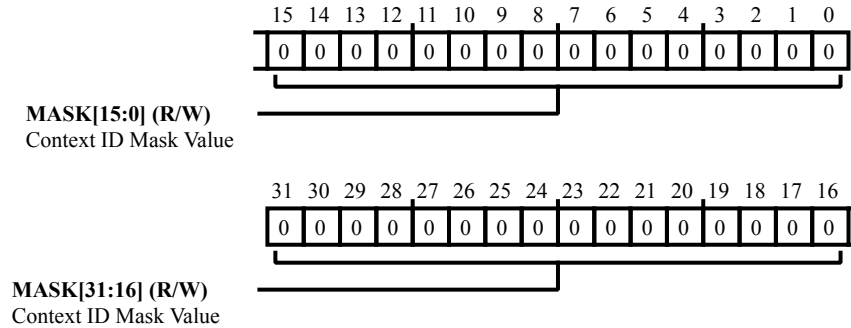 15 14 13 12 11 10 9 8 7 6 5 4 3 2 1 0
0 0 0 0 0 0 0 0 0 0 0 0 0 0 0 0
MASK[15:0] (R/W)
Context ID Mask Value
31 30 29 28 27 26 25 24 23 22 21 20 19 18 17 16
0 0 0 0 0 0 0 0 0 0 0 0 0 0 0 0
MASK[31:16] (R/W)
Context ID Mask Value